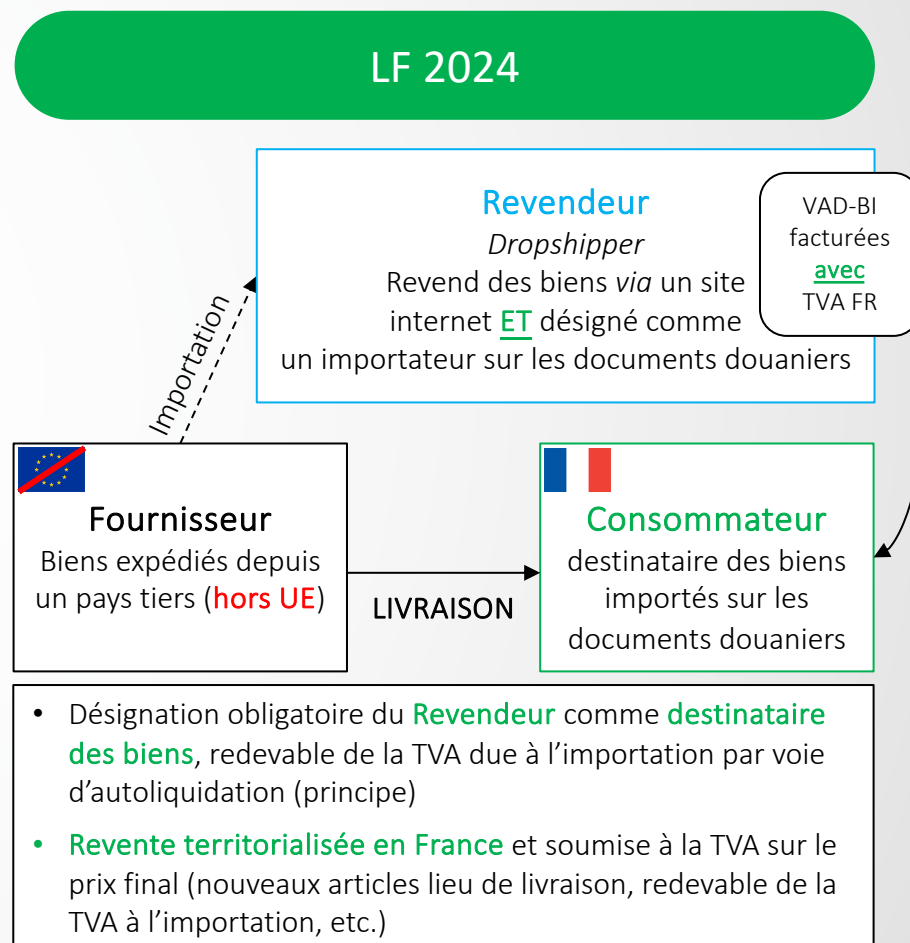 LF 2024
Revendeur
Dropshipper
Revend des biens via un site
internet ET désigné comme
un importateur sur les documents douaniers
VAD-BI
facturées
avec
TVA FR
Importation
Fournisseur
Biens expédiés depuis
un pays tiers (hors UE)
LIVRAISON
Consommateur
destinataire des biens
importés sur les
documents douaniers
• Désignation obligatoire du Revendeur comme destinataire
des biens, redevable de la TVA due à l’importation par voie
d’autoliquidation (principe)
• Revente territorialisée en France et soumise à la TVA sur le
prix final (nouveaux articles lieu de livraison, redevable de la
TVA à l’importation, etc.)